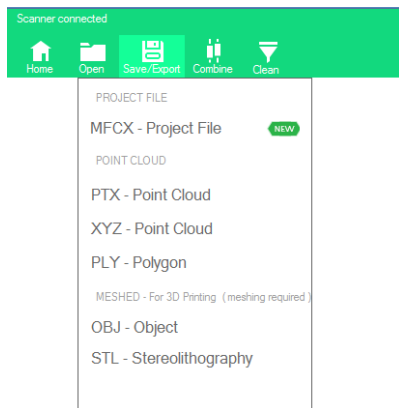 Scanner connected
Home Open Save/Export Combine Clean
PROJECT FILE
MFCX - Project File NEW
POINT CLOUD
PTX - Point Cloud
XYZ - Point Cloud
PLY - Polygon
MESHED - For 3D Printing ( meshing required )
OBJ - Object
STL - Stereolithography